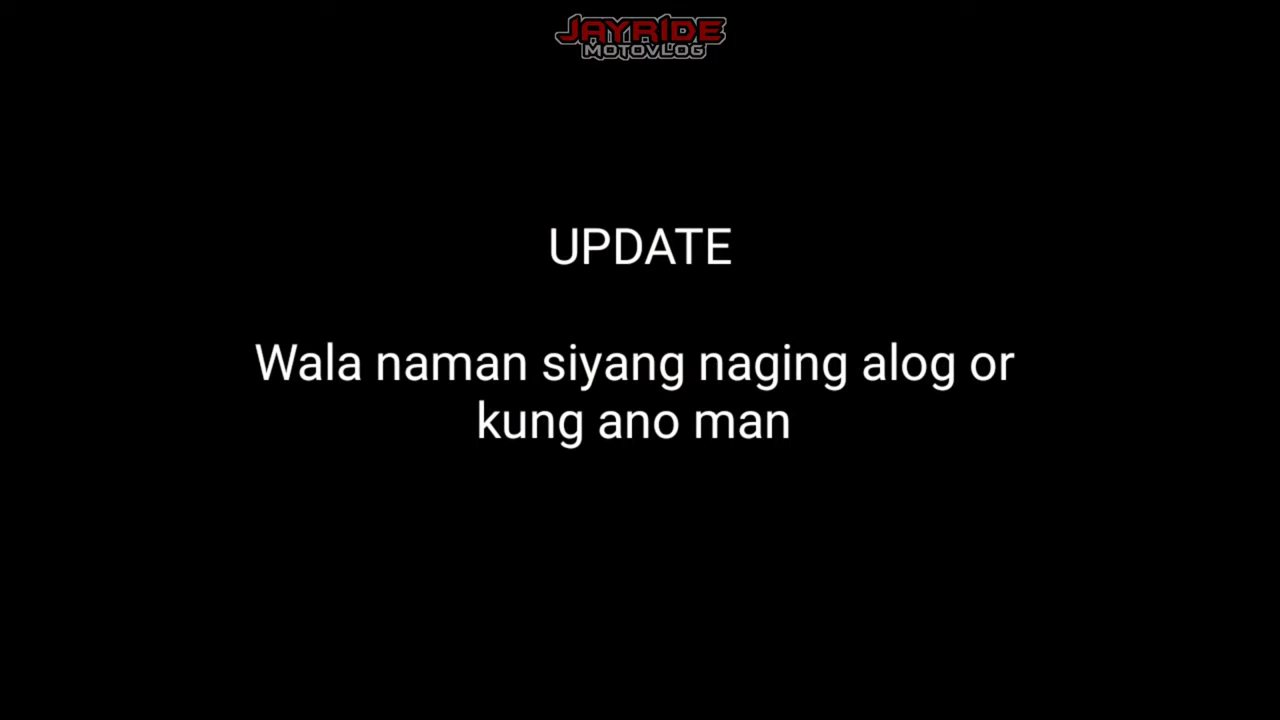 JAYRIDE
MOTOVLOG
UPDATE
Wala naman siyang naging alog or
kung ano man